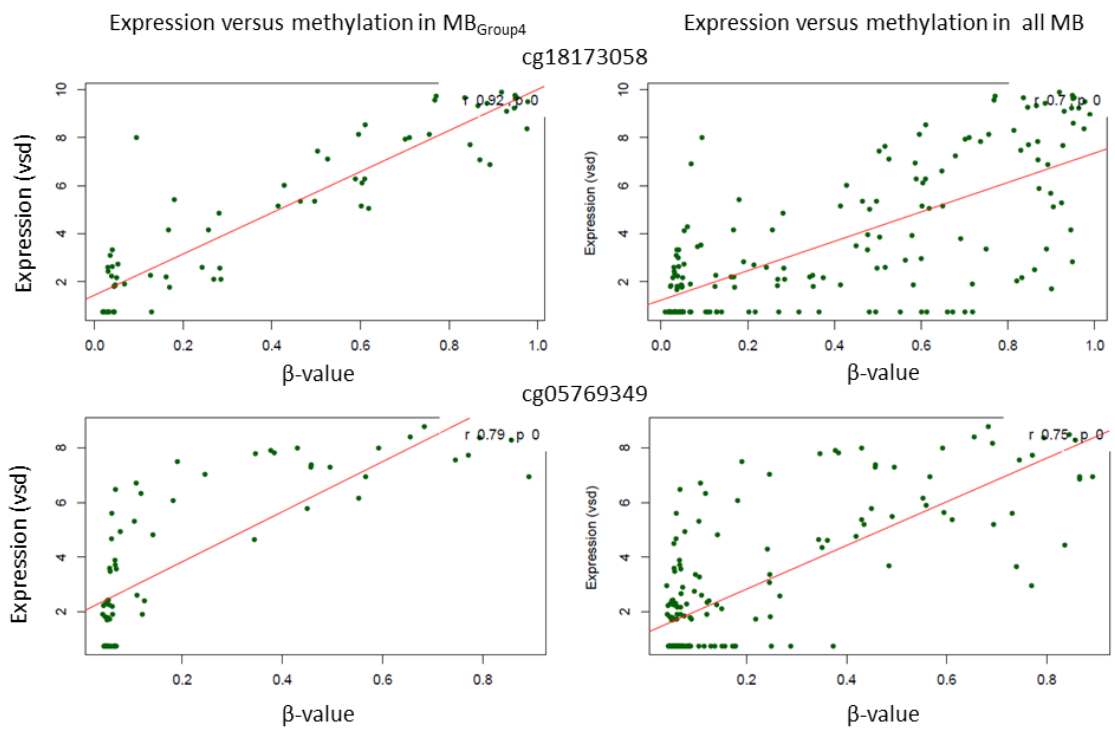 Expression versus methylation in MBGroup4 Expression versus methylation in all MB
cg18173058
r 0.92 , p 0
r 0.7 , p 0
Expression (vsd)
10
8
6
4
2
0.0 0.2 0.4 0.6 0.8 1.0
β-value
Expression (vsd)
10
8
6
4
2
0.0 0.2 0.4 0.6 0.8 1.0
β-value
cg05769349
r 0.79 , p 0
r 0.75 , p 0
Expression (vsd)
8
6
4
2
0.2 0.4 0.6 0.8
β-value
Expression (vsd)
8
6
4
2
0.2 0.4 0.6 0.8
β-value